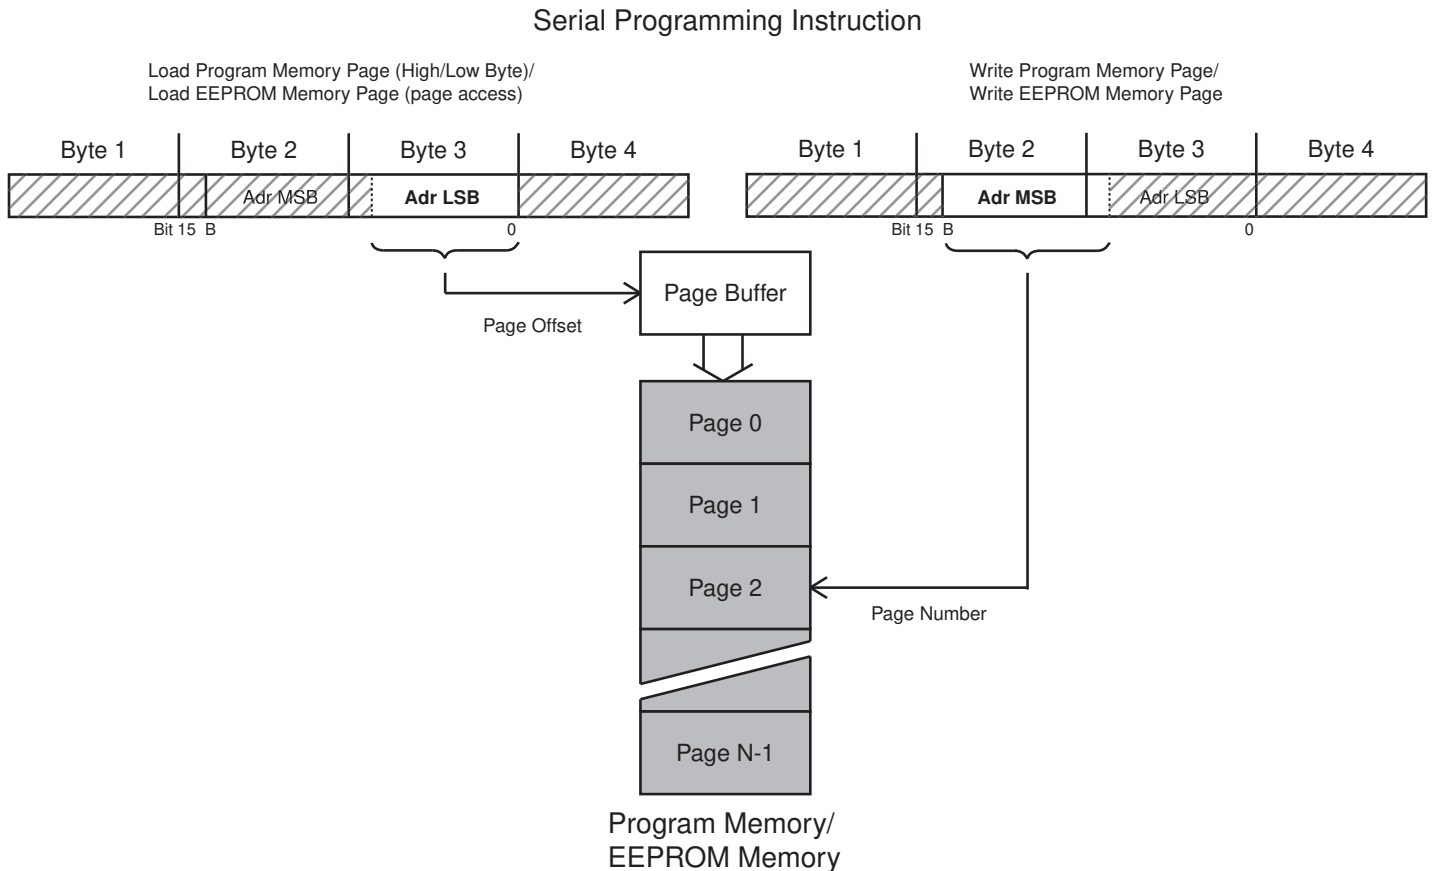 Serial Programming Instruction
Load Program Memory Page (High/Low Byte)/
Load EEPROM Memory Page (page access)
Write Program Memory Page/
Write EEPROM Memory Page
Byte 1 Byte 2 Byte 3 Byte 4
Byte 1 Byte 2 Byte 3 Byte 4
Adr MSB Adr LSB
Adr MSB Adr LSB
Bit 15 B 0
Bit 15 B 0
Page Buffer
Page Offset
Page 0
Page 1
Page 2
Page Number
Page N-1
Program Memory/
EEPROM Memory